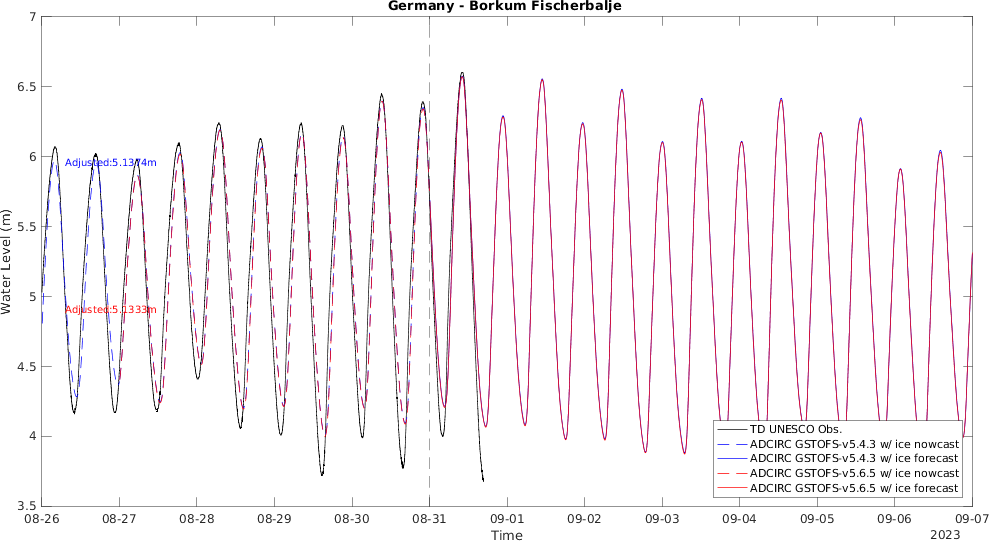 Germany - Borkum Fischerbalje
7
6.5
6
5.5
5
4.5
4
3.5
Water Level (m)
Adjusted:5.1374m
Adjusted:5.1333m
TD UNESCO Obs.
ADCIRC GSTOFS-v5.4.3 w/ ice nowcast
ADCIRC GSTOFS-v5.4.3 w/ ice forecast
ADCIRC GSTOFS-v5.6.5 w/ ice nowcast
ADCIRC GSTOFS-v5.6.5 w/ ice forecast
08-26 08-27 08-28 08-29 08-30 08-31 09-01 09-02 09-03 09-04 09-05 09-06 09-07
Time
2023